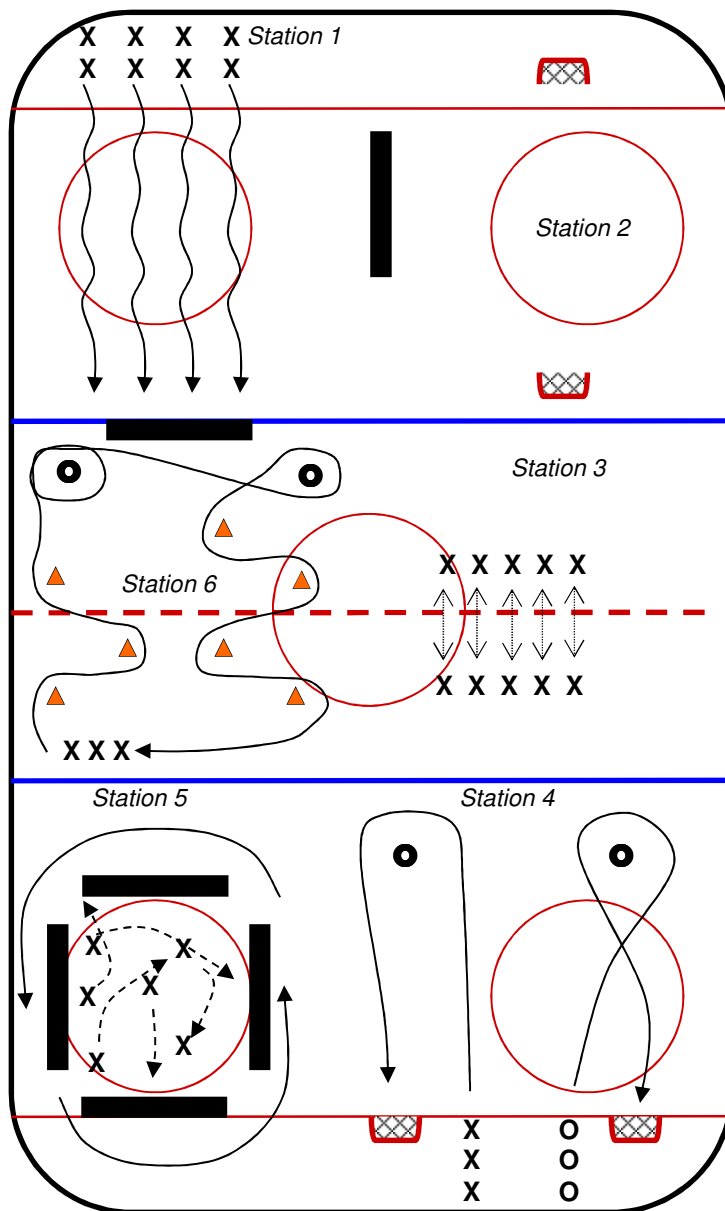 X X X X Station 1
X X X X
Station 2
Station 3
X X X X X
Station 6
X X X X X
X X X
Station 5 Station 4
X X
X X
X X
X O
X O
X O